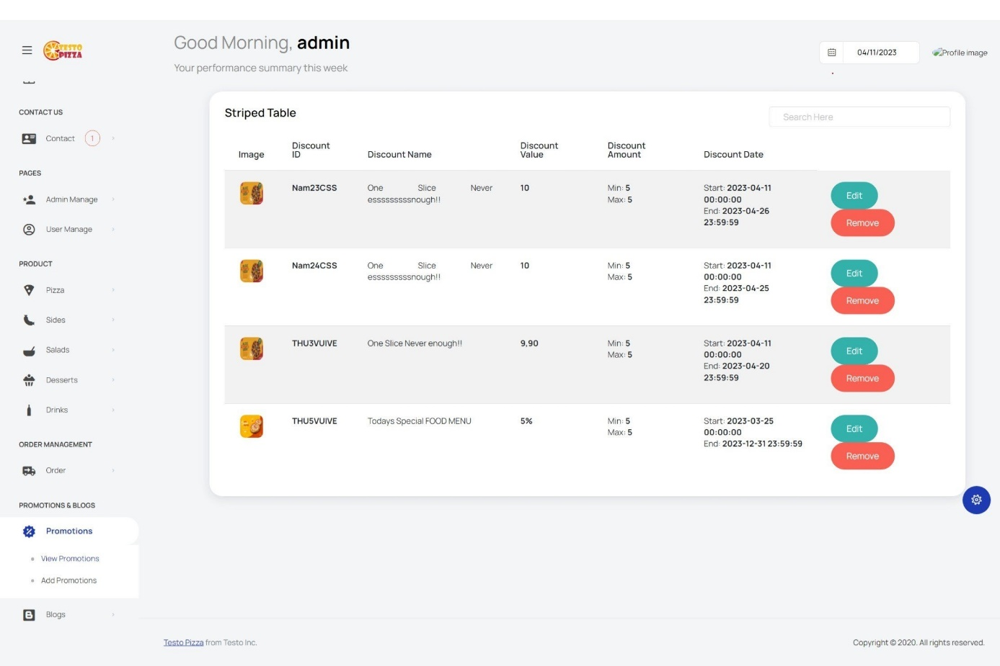 TESTO
PIZZA
Good Morning, admin
Your performance summary this week
04/11/2023
Profile image
CONTACT US
Contact 1
PAGES
Admin Manage
User Manage
PRODUCT
Pizza
Sides
Salads
Desserts
Drinks
ORDER MANAGEMENT
Order
PROMOTIONS & BLOGS
Promotions
View Promotions
Add Promotions
Blogs
Striped Table
Search Here
Image Discount ID Discount Name Discount Value Discount Amount Discount Date
Nam23CSS One Slice Never 10 Min: 5 Start: 2023-04-11
esssssssssnough!! Max: 5 00:00:00
End: 2023-04-26
23:59:59
Edit
Remove
Nam24CSS One Slice Never 10 Min: 5 Start: 2023-04-11
esssssssssnough!! Max: 5 00:00:00
End: 2023-04-25
23:59:59
Edit
Remove
THU3VUIVE One Slice Never enough!! 9,90 Min: 5 Start: 2023-04-11
Max: 5 00:00:00
End: 2023-04-20
23:59:59
Edit
Remove
THU5VUIVE Todays Special FOOD MENU 5% Min: 5 Start: 2023-03-25
Max: 5 00:00:00
End: 2023-12-31 23:59:59
Edit
Remove
Testo Pizza from Testo Inc.
Copyright © 2020. All rights reserved.